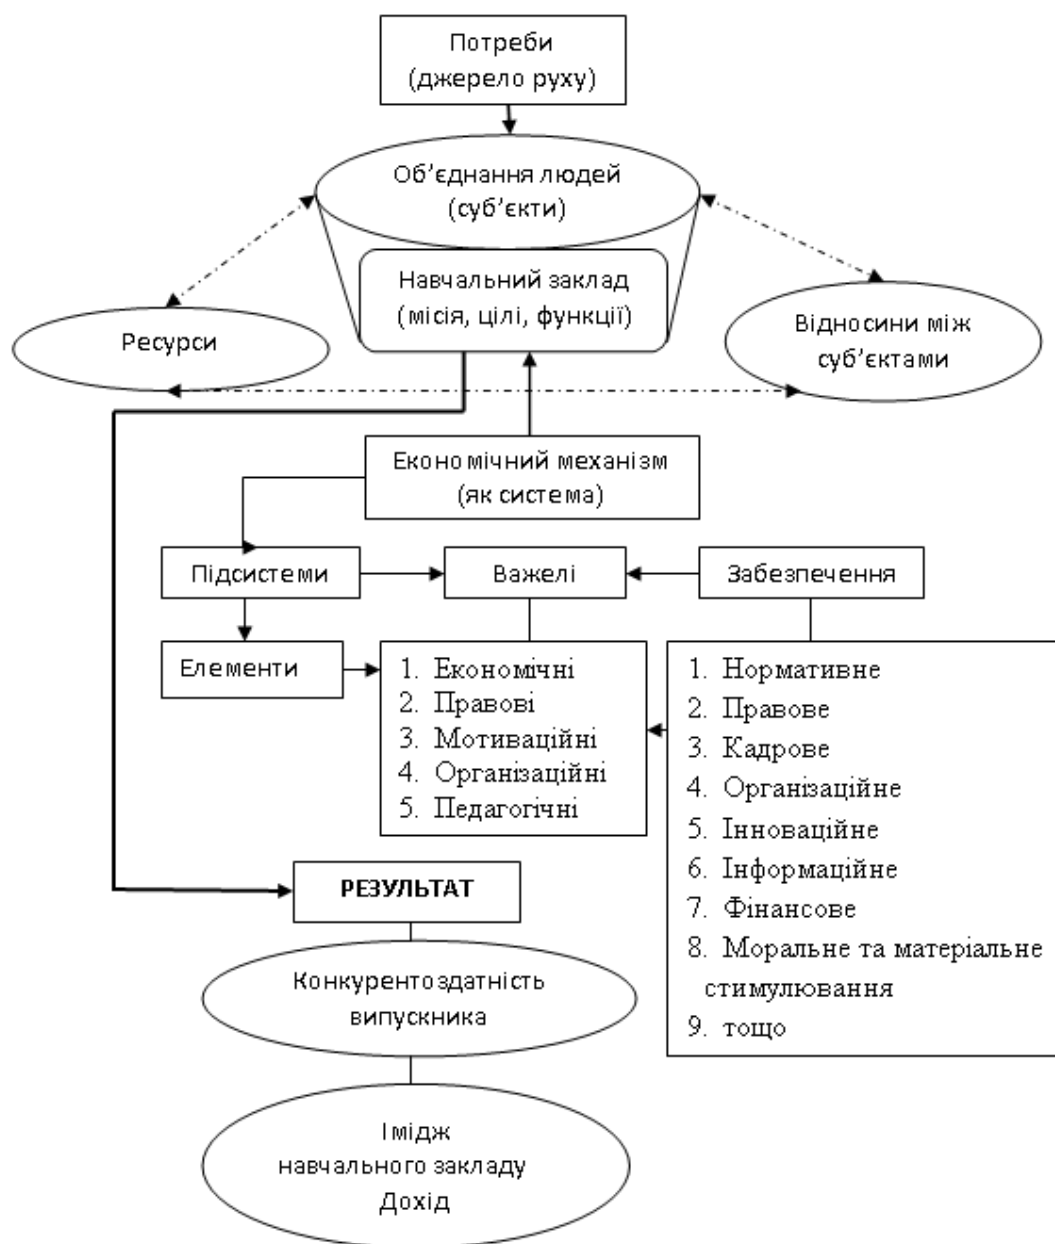 Потреби
(джерело руху)
Об’єднання людей
(суб’єкти)
Навчальний заклад
(місія, цілі, функції)
Ресурси
Відносини між
суб’єктами
Економічний механізм
(як система)
Підсистеми
Важелі
Забезпечення
Елементи
1. Економічні
2. Правові
3. Мотиваційні
4. Організаційні
5. Педагогічні
1. Нормативне
2. Правове
3. Кадрове
4. Організаційне
5. Інноваційне
6. Інформаційне
7. Фінансове
8. Моральне та матеріальне
стимулювання
9. тощо
РЕЗУЛЬТАТ
Конкурентоздатність
випускника
Імідж
навчального закладу
Дохід